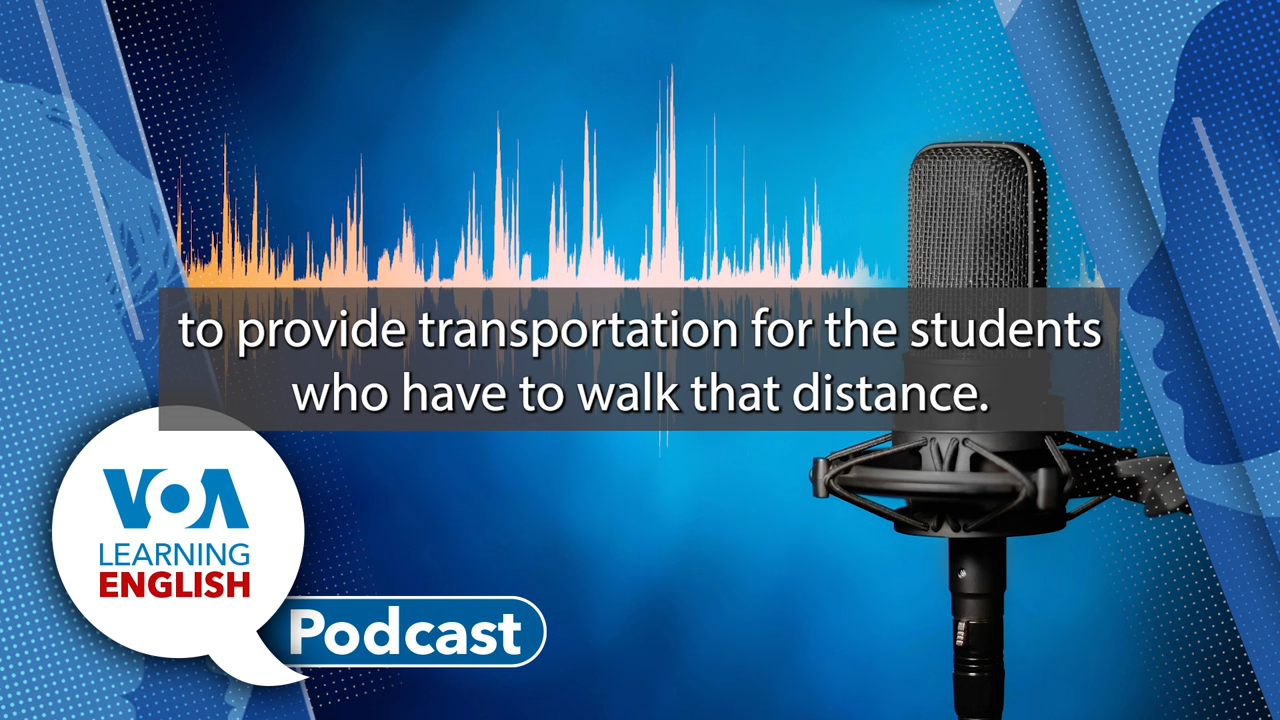 to provide transportation for the students
who have to walk that distance.
VOA
LEARNING
ENGLISH
Podcast